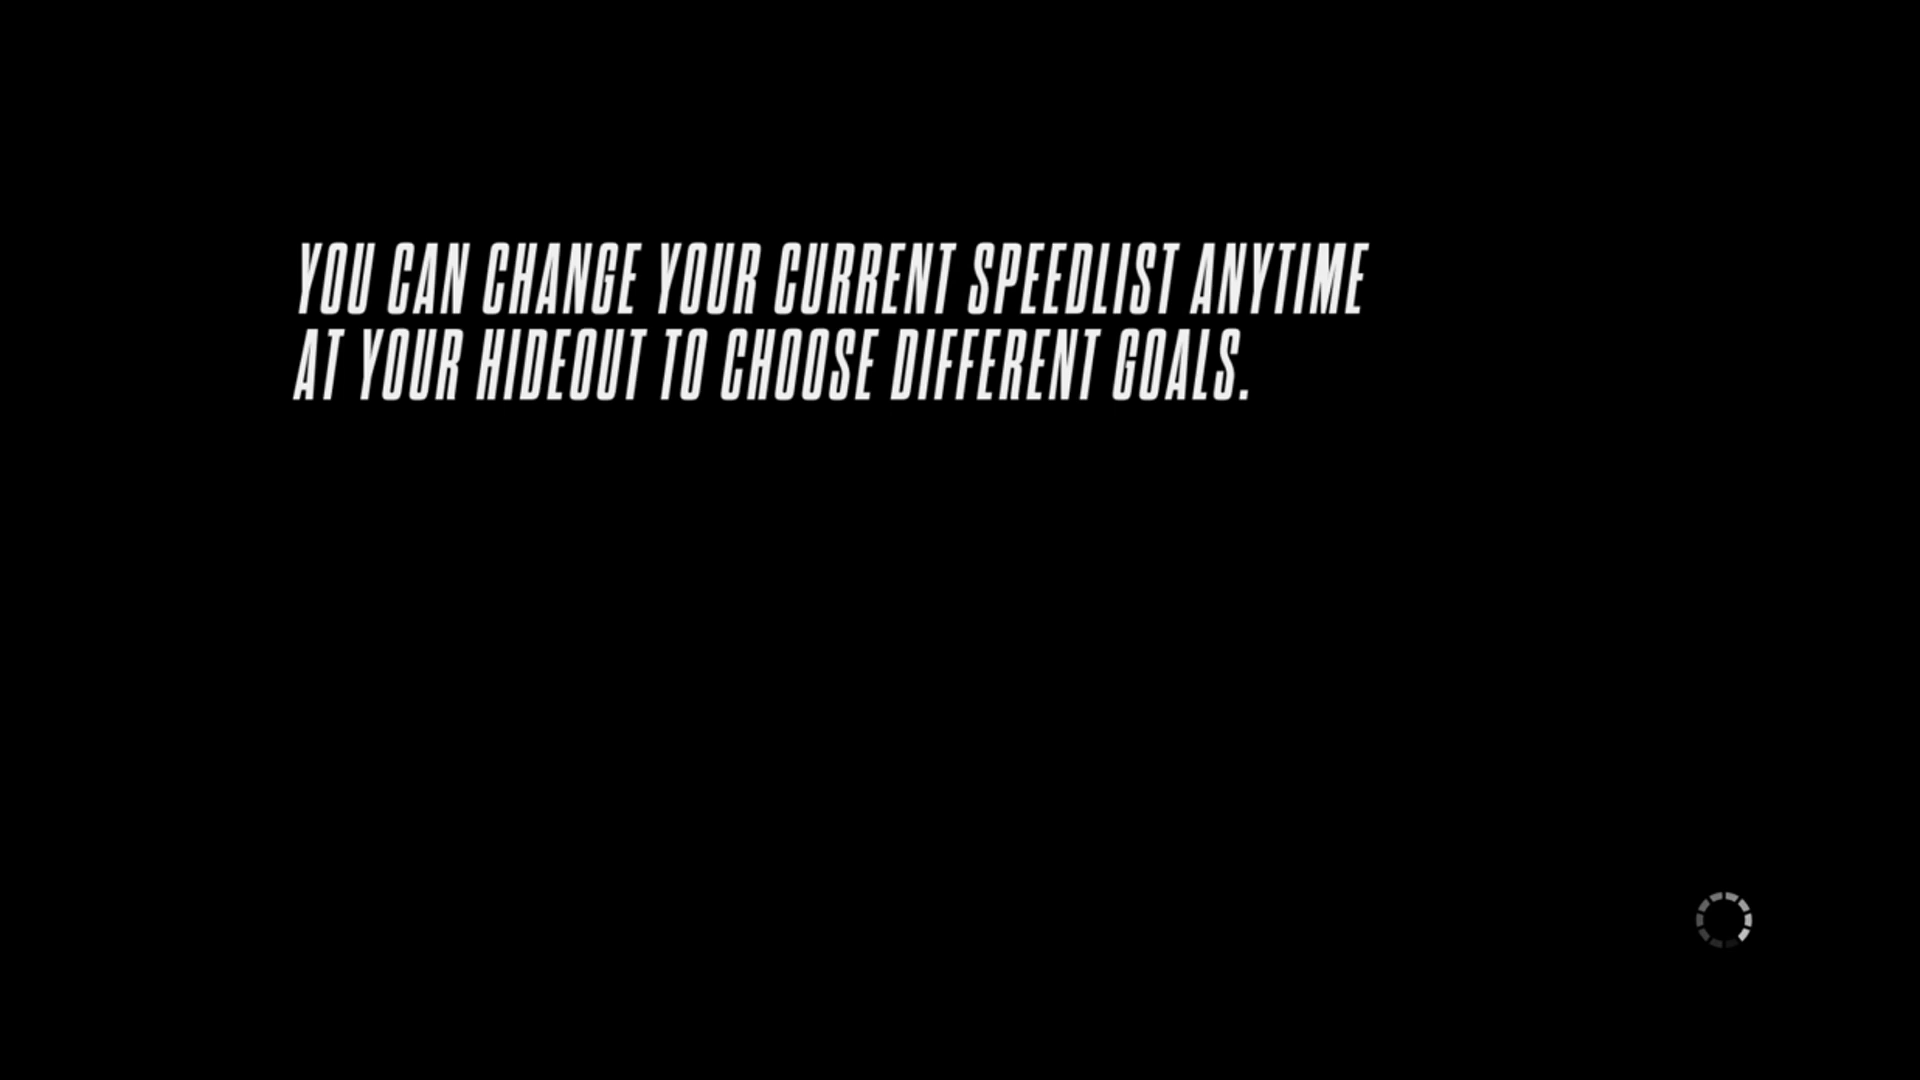 YOU CAN CHANGE YOUR CURRENT SPEEDLIST ANYTIME
AT YOUR HIDEOUT TO CHOOSE DIFFERENT GOALS.